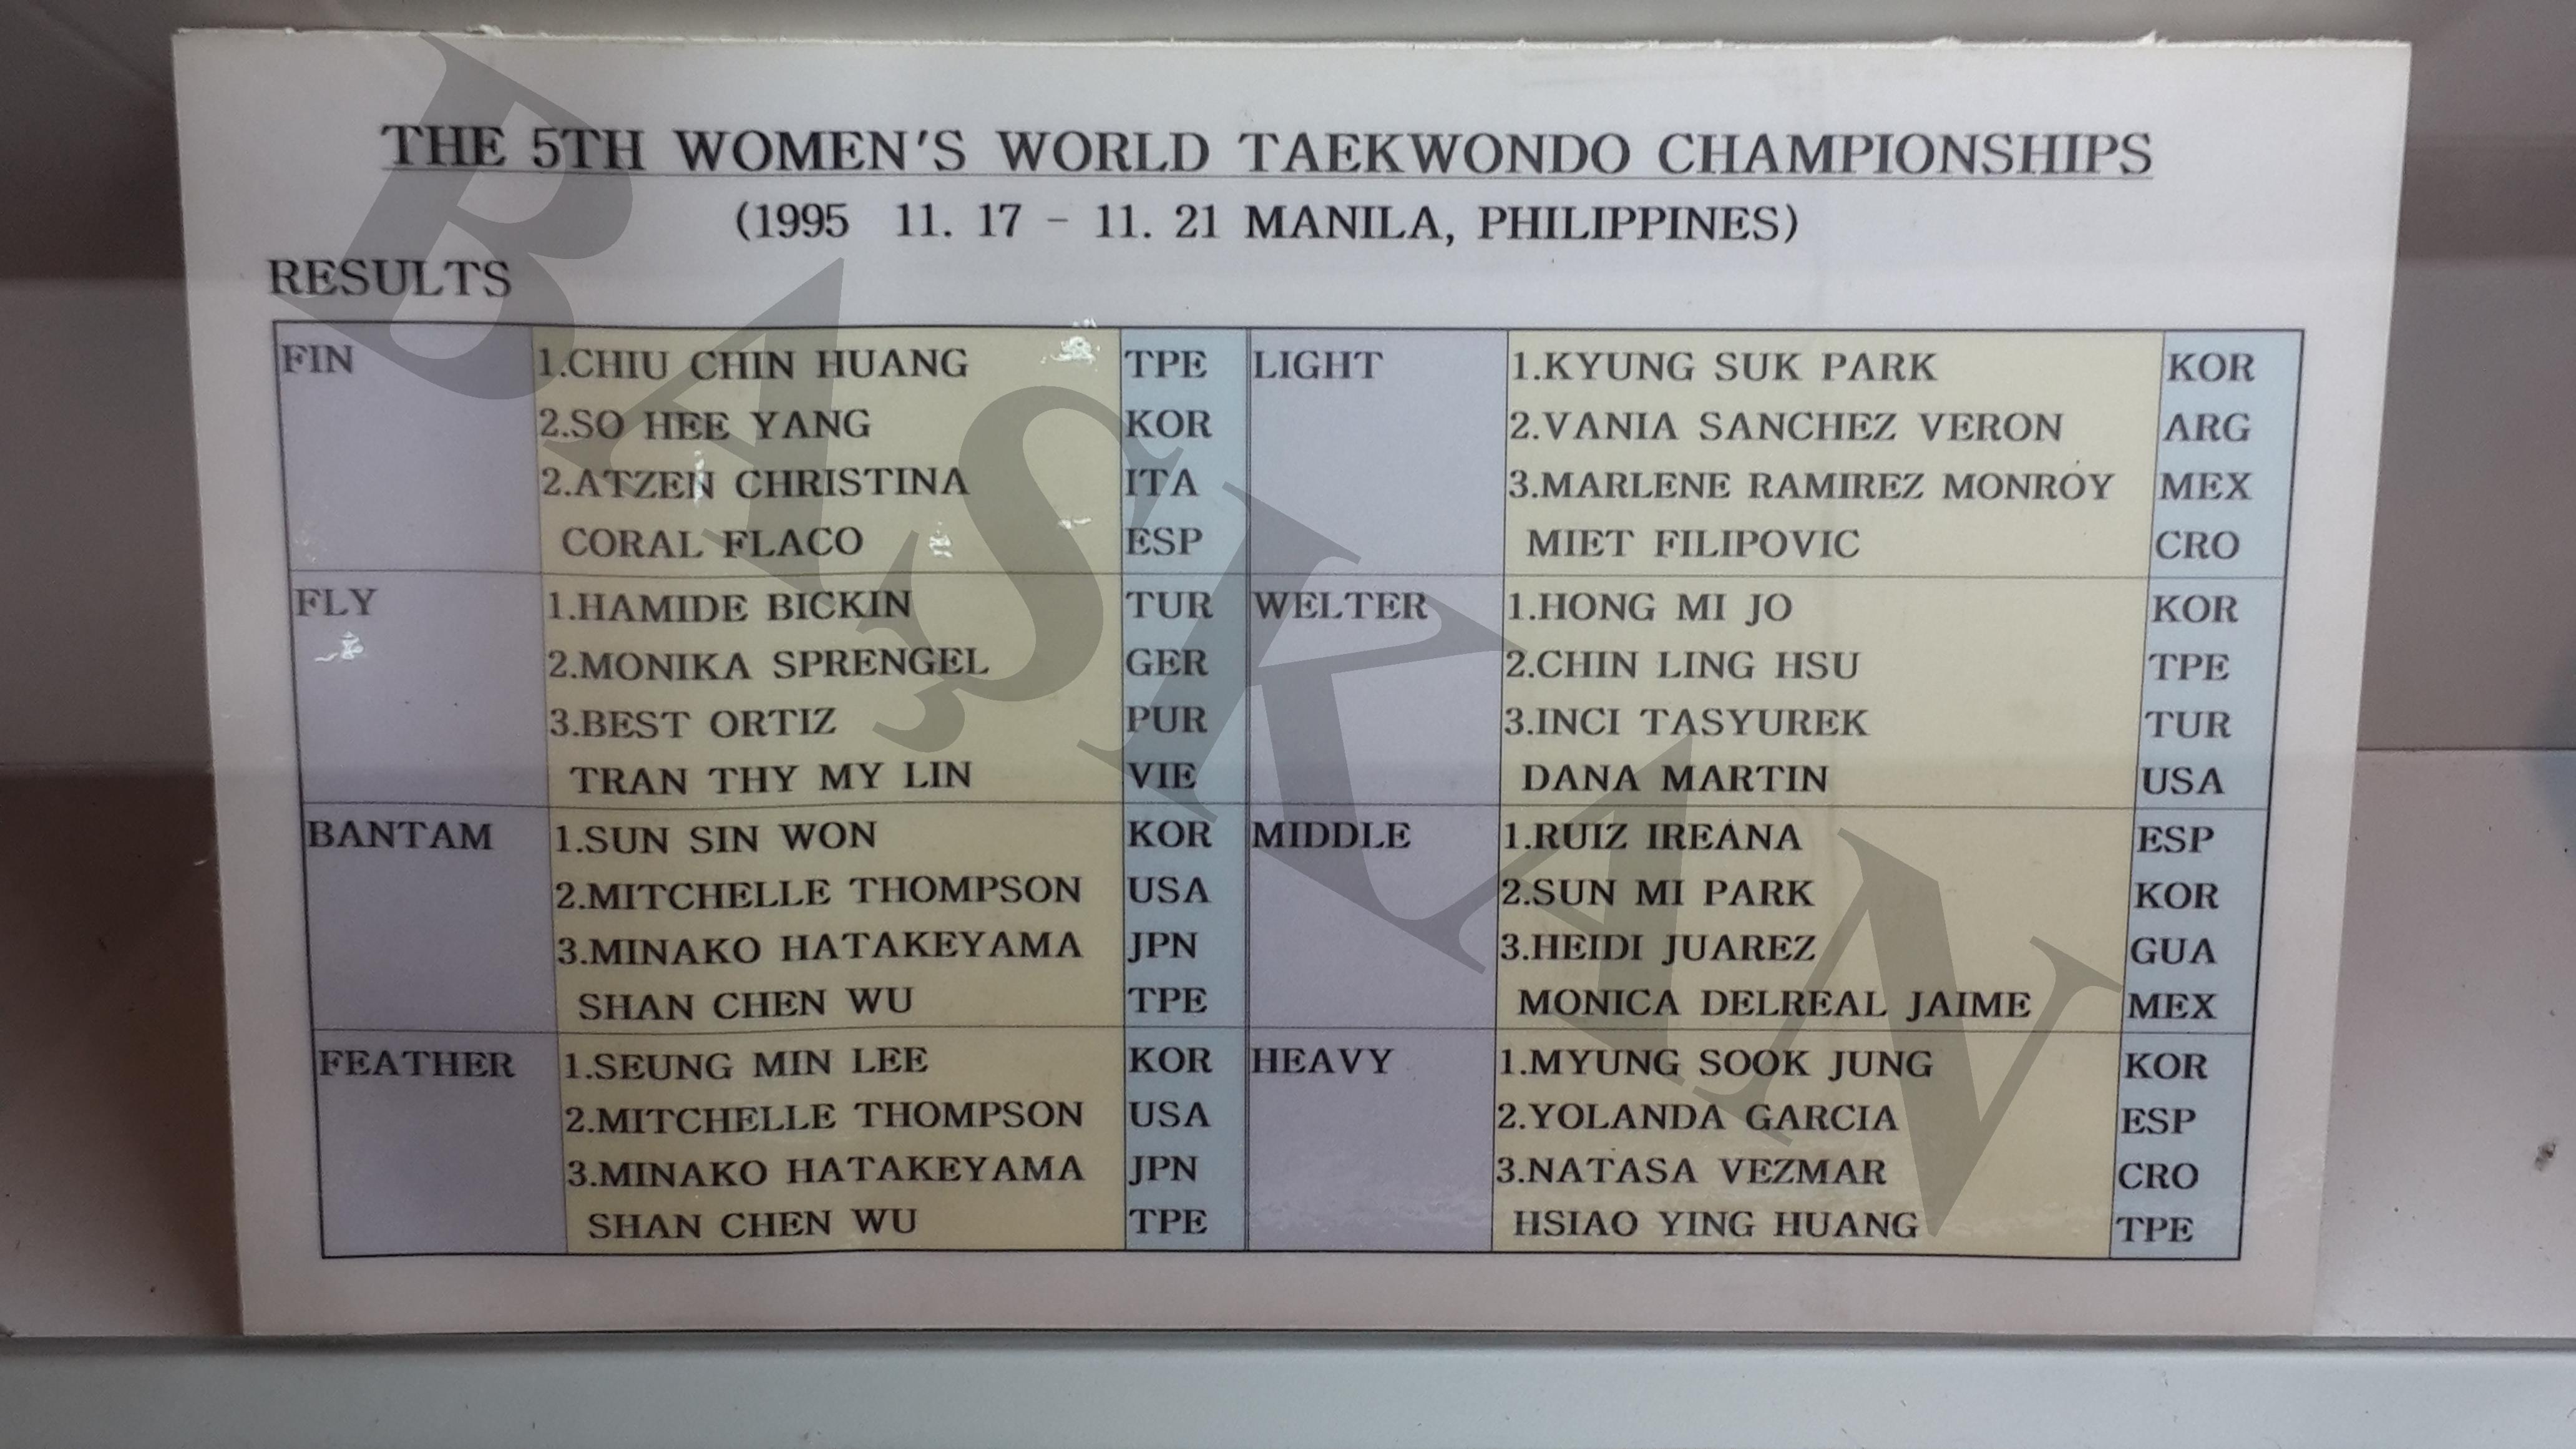 THE 5TH WOMEN'S WORLD TAEKWONDO CHAMPIONSHIPS
(1995 11. 17 - 11. 21 MANILA, PHILIPPINES)
RESULTS
FIN 1.CHIU CHIN HUANG TPE LIGHT 1.KYUNG SUK PARK KOR
2.SO HEE YANG KOR 2.VANIA SANCHEZ VERON ARG
2.ATZEN CHRISTINA ITA 3.MARLENE RAMIREZ MONROY MEX
CORAL FLACO ESP MIET FILIPOVIC CRO
FLY 1.HAMIDE BICKIN TUR WELTER 1.HONG MI JO KOR
2.MONIKA SPRENGEL GER 2.CHIN LING HSU TPE
3.BEST ORTIZ PUR 3.INCI TASYUREK TUR
TRAN THY MY LIN VIE DANA MARTIN USA
BANTAM 1.SUN SIN WON KOR MIDDLE 1.RUIZ IREANA ESP
2.MITCHELLE THOMPSON USA 2.SUN MI PARK KOR
3.MINAKO HATAKEYAMA JPN 3.HEIDI JUAREZ GUA
SHAN CHEN WU TPE MONICA DELREAL JAIME MEX
FEATHER 1.SEUNG MIN LEE KOR HEAVY 1.MYUNG SOOK JUNG KOR
2.MITCHELLE THOMPSON USA 2.YOLANDA GARCIA ESP
3.MINAKO HATAKEYAMA JPN 3.NATASA VEZMAR CRO
SHAN CHEN WU TPE HSIAO YING HUANG TPE
BAŞKAN